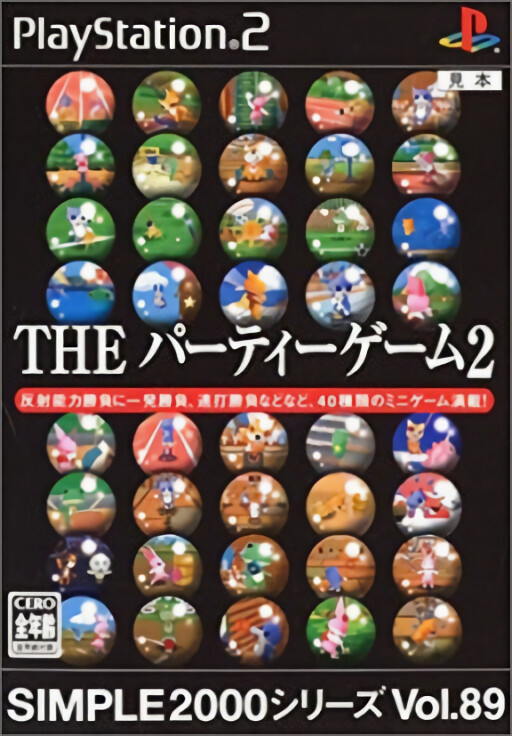 PlayStation®2
見本
THE パーティーゲーム2
反射能力勝負に一発勝負、連打勝負などなど、40種類のミニゲーム満載!
CERO
全年齢
SIMPLE2000シリーズ Vol.89